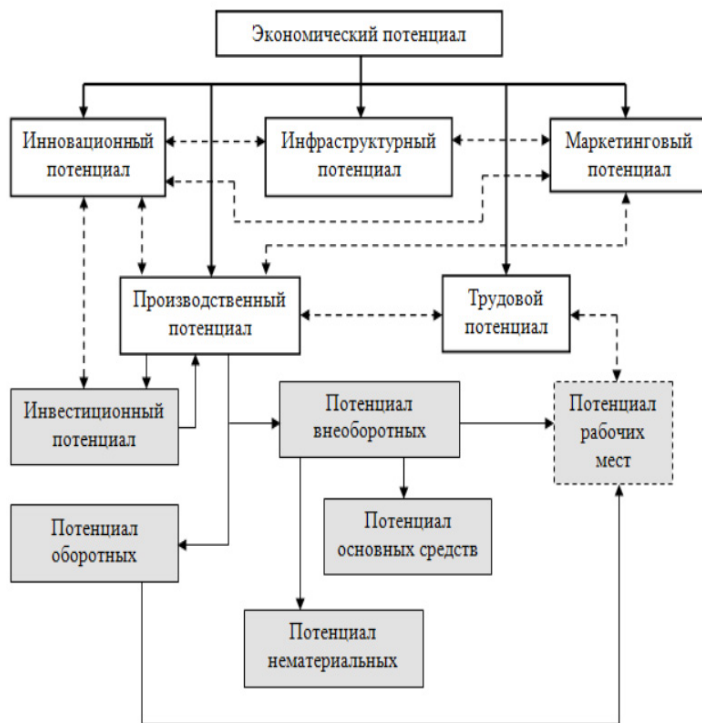 Экономический потенциал
Инновационный
потенциал
Инфраструктурный
потенциал
Маркетинговый
потенциал
Производственный
потенциал
Трудовой
потенциал
Инвестиционный
потенциал
Потенциал
внеоборотных
Потенциал
рабочих
мест
Потенциал
оборотных
Потенциал
основных средств
Потенциал
нематериальных